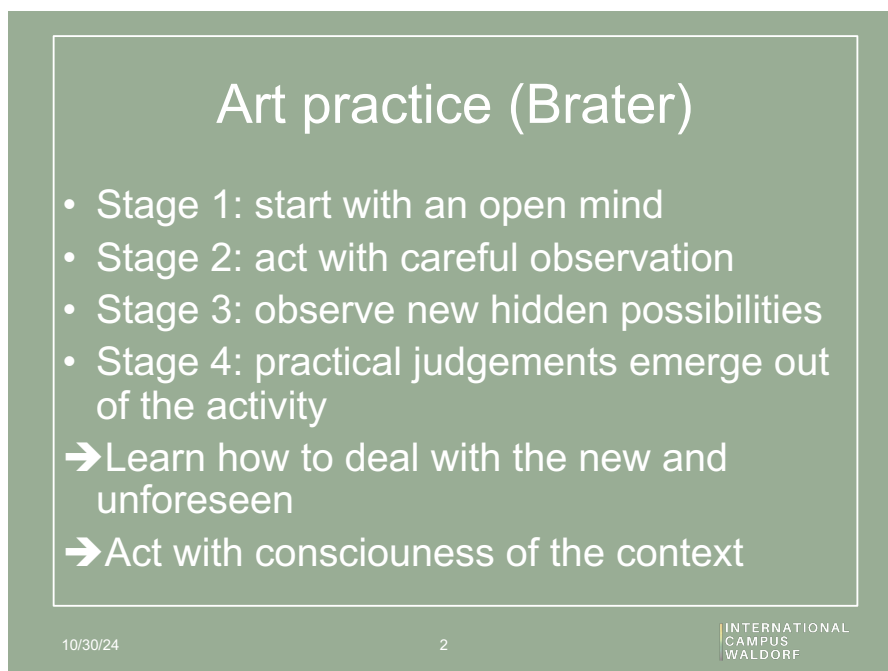 Art practice (Brater)
• Stage 1: start with an open mind
• Stage 2: act with careful observation
• Stage 3: observe new hidden possibilities
• Stage 4: practical judgements emerge out
of the activity
➔Learn how to deal with the new and
unforeseen
➔Act with consciouness of the context
10/30/24
2
INTERNATIONAL
CAMPUS
WALDORF